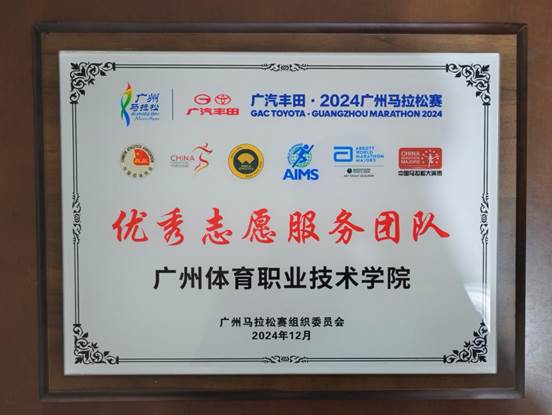 广州
马拉松
Marathon
广汽丰田
广汽丰田·2024广州马拉松赛
GAC TOYOTA·GUANGZHOU MARATHON 2024
CHINA
AIMS
ABBOTT
WORLD
MARATHON
MAJORS
CHINA
MARATHON
MAJORS
中国马拉松大满贯
优秀志愿服务团队
广州体育职业技术学院
广州马拉松赛组织委员会
2024年12月